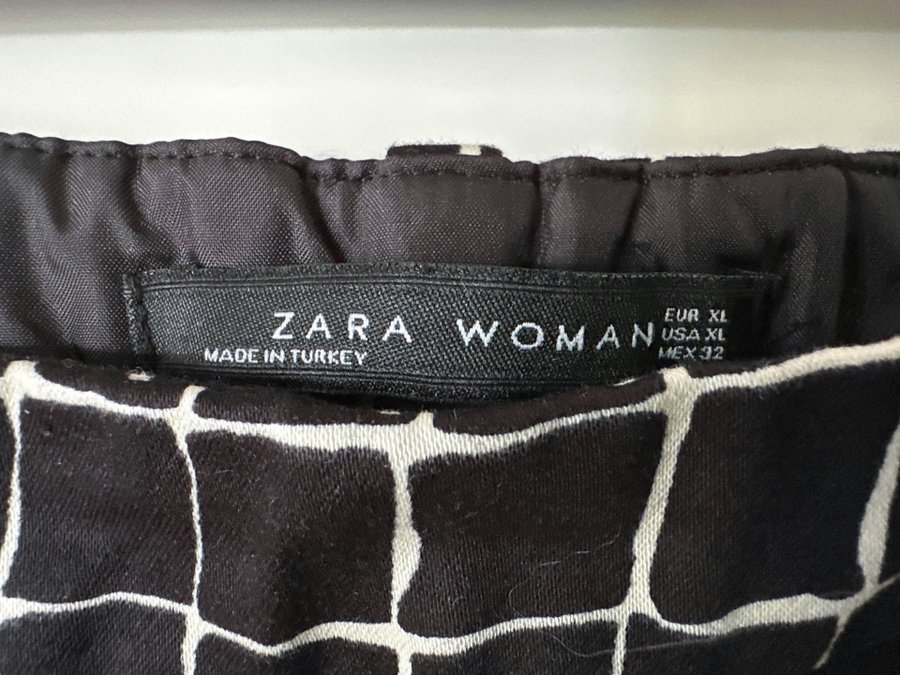 ZARA WOMAN
MADE IN TURKEY
EUR XL
USA XL
MEX 32